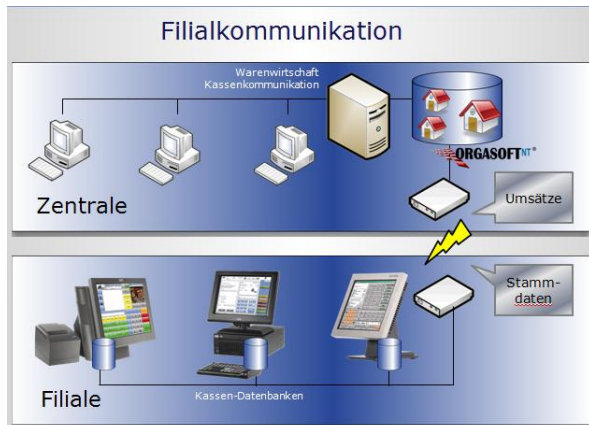 Filialkommunikation
Warenwirtschaft
Kassenkommunikation
ORGASOFT NT®
Zentrale
Umsätze
Stamm-
daten
Filiale
Kassen-Datenbanken